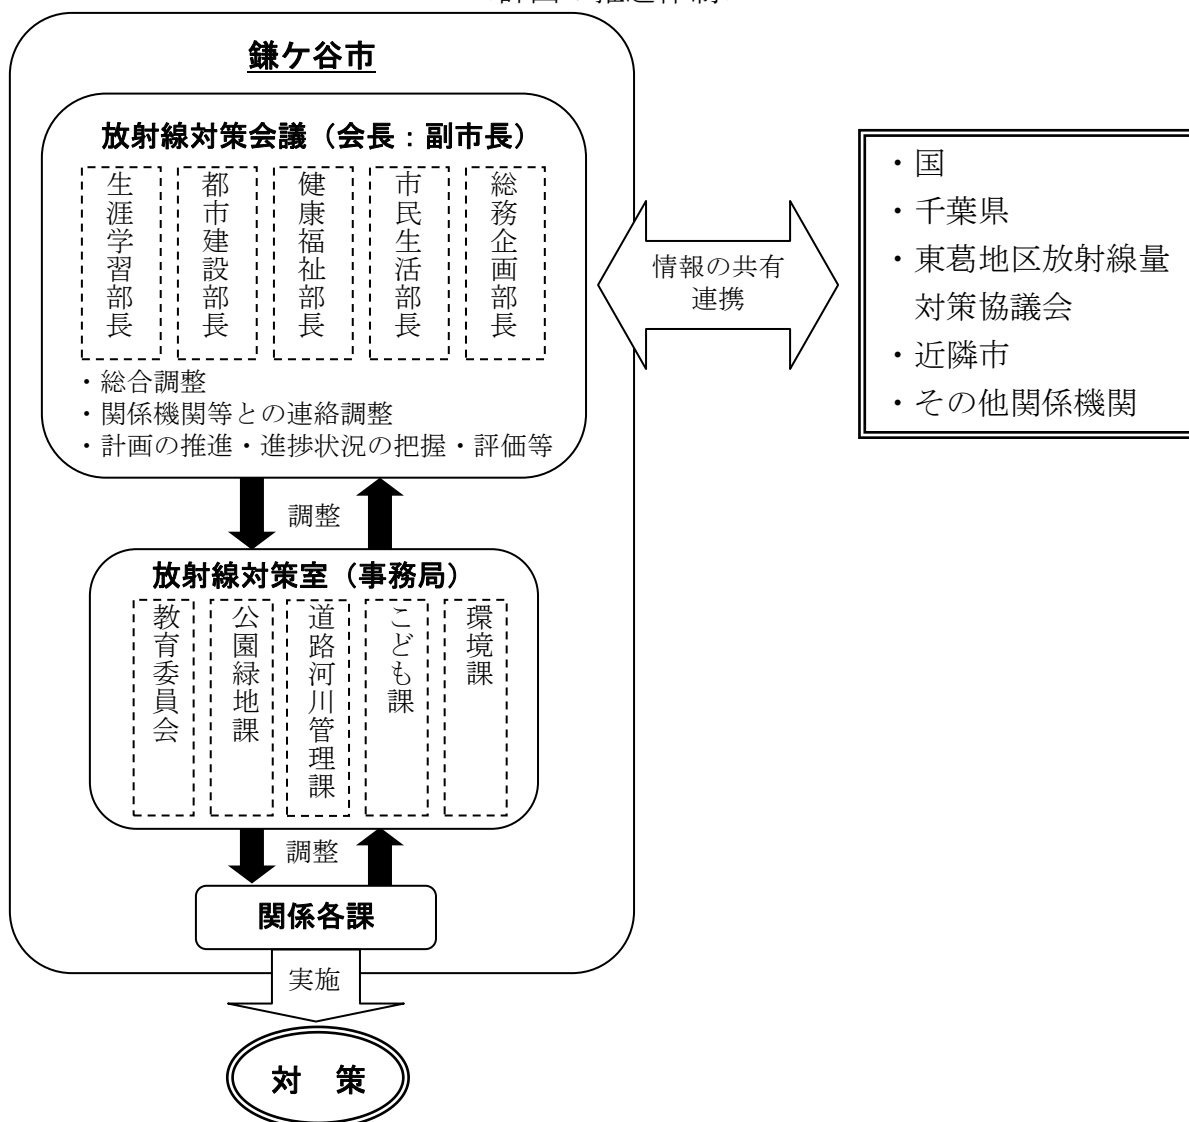 鎌ケ谷市
放射線対策会議（会長：副市長）
生涯学習部長
都市建設部長
健康福祉部長
市民生活部長
総務企画部長
・総合調整
・関係機関等との連絡調整
・計画の推進・進捗状況の把握・評価等
情報の共有
連携
・国
・千葉県
・東葛地区放射線量
対策協議会
・近隣市
・その他関係機関
調整
放射線対策室（事務局）
教育委員会
公園緑地課
道路河川管理課
こども課
環境課
調整
関係各課
実施
対　策